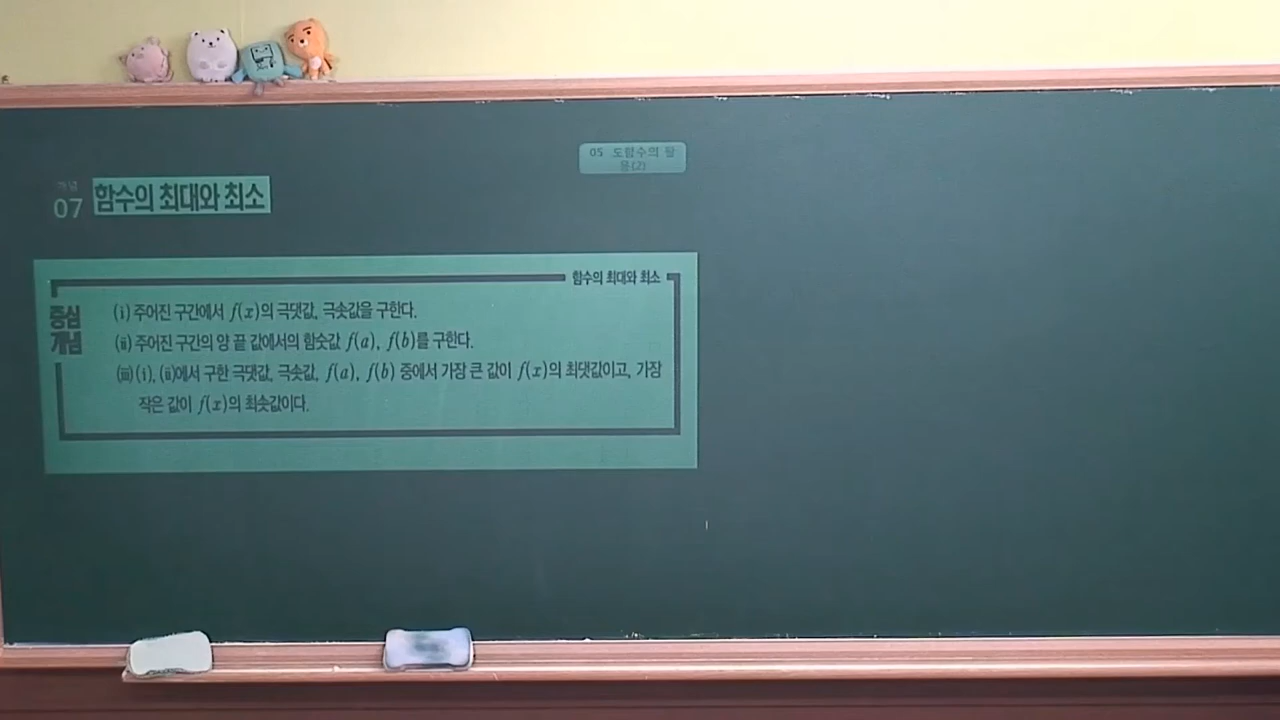 05 도함수의 활
용(2)
개념
07 함수의 최대와 최소
함수의 최대와 최소
중심
개념
(ⅰ) 주어진 구간에서 f(x)의 극댓값, 극솟값을 구한다.
(ⅱ) 주어진 구간의 양 끝 값에서의 함숫값 f(a), f(b)를 구한다.
(ⅲ) (ⅰ), (ⅱ)에서 구한 극댓값, 극솟값, f(a), f(b) 중에서 가장 큰 값이 f(x)의 최댓값이고, 가장
작은 값이 f(x)의 최솟값이다.